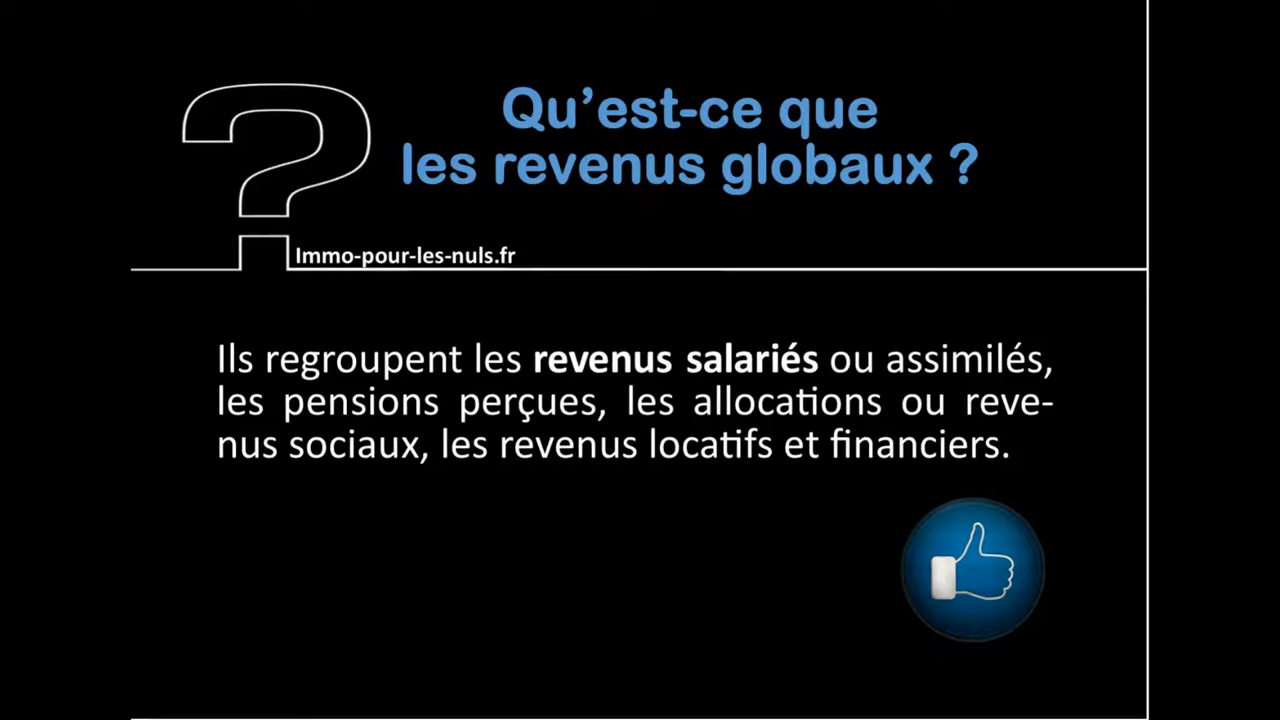 Qu’est-ce que
les revenus globaux ?
Immo-pour-les-nuls.fr
Ils regroupent les revenus salariés ou assimilés,
les pensions perçues, les allocations ou reve-
nus sociaux, les revenus locatifs et financiers.